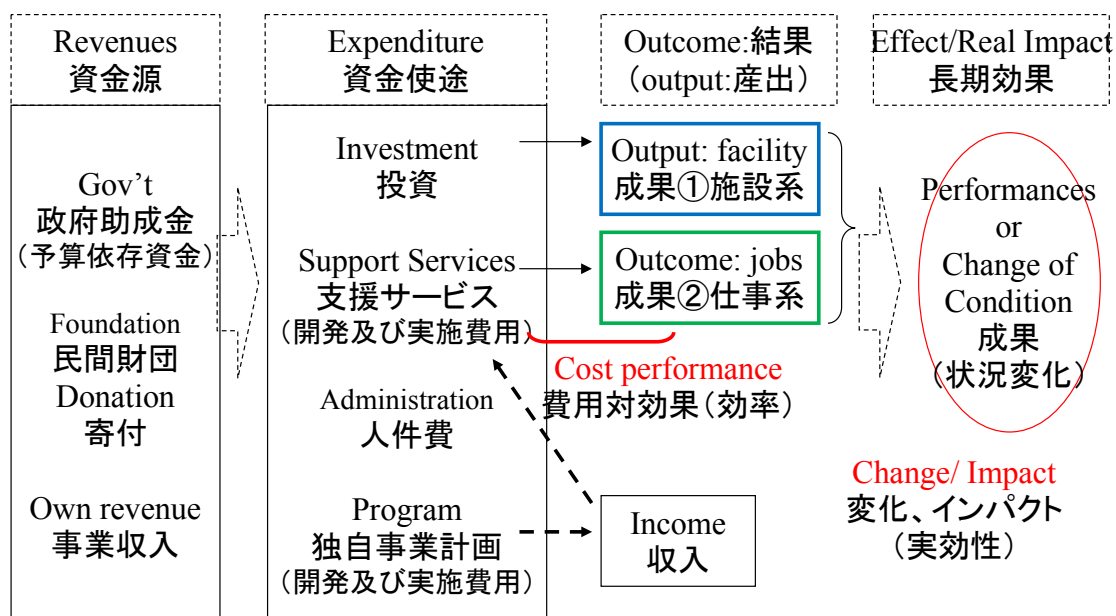 Revenues
資金源
Expenditure
資金使途
Outcome:結果
(output:産出)
Effect/Real Impact
長期効果
Gov't
政府助成金
(予算依存資金)
Foundation
民間財団
Donation
寄付
Own revenue
事業収入
Investment
投資
Support Services
支援サービス
(開発及び実施費用)
Administration
人件費
Program
独自事業計画
(開発及び実施費用)
Output: facility
成果①施設系
Outcome: jobs
成果②仕事系
Cost performance
費用対効果(効率)
Income
収入
Performances
or
Change of
Condition
成果
(状況変化)
Change/ Impact
変化、インパクト
(実効性)